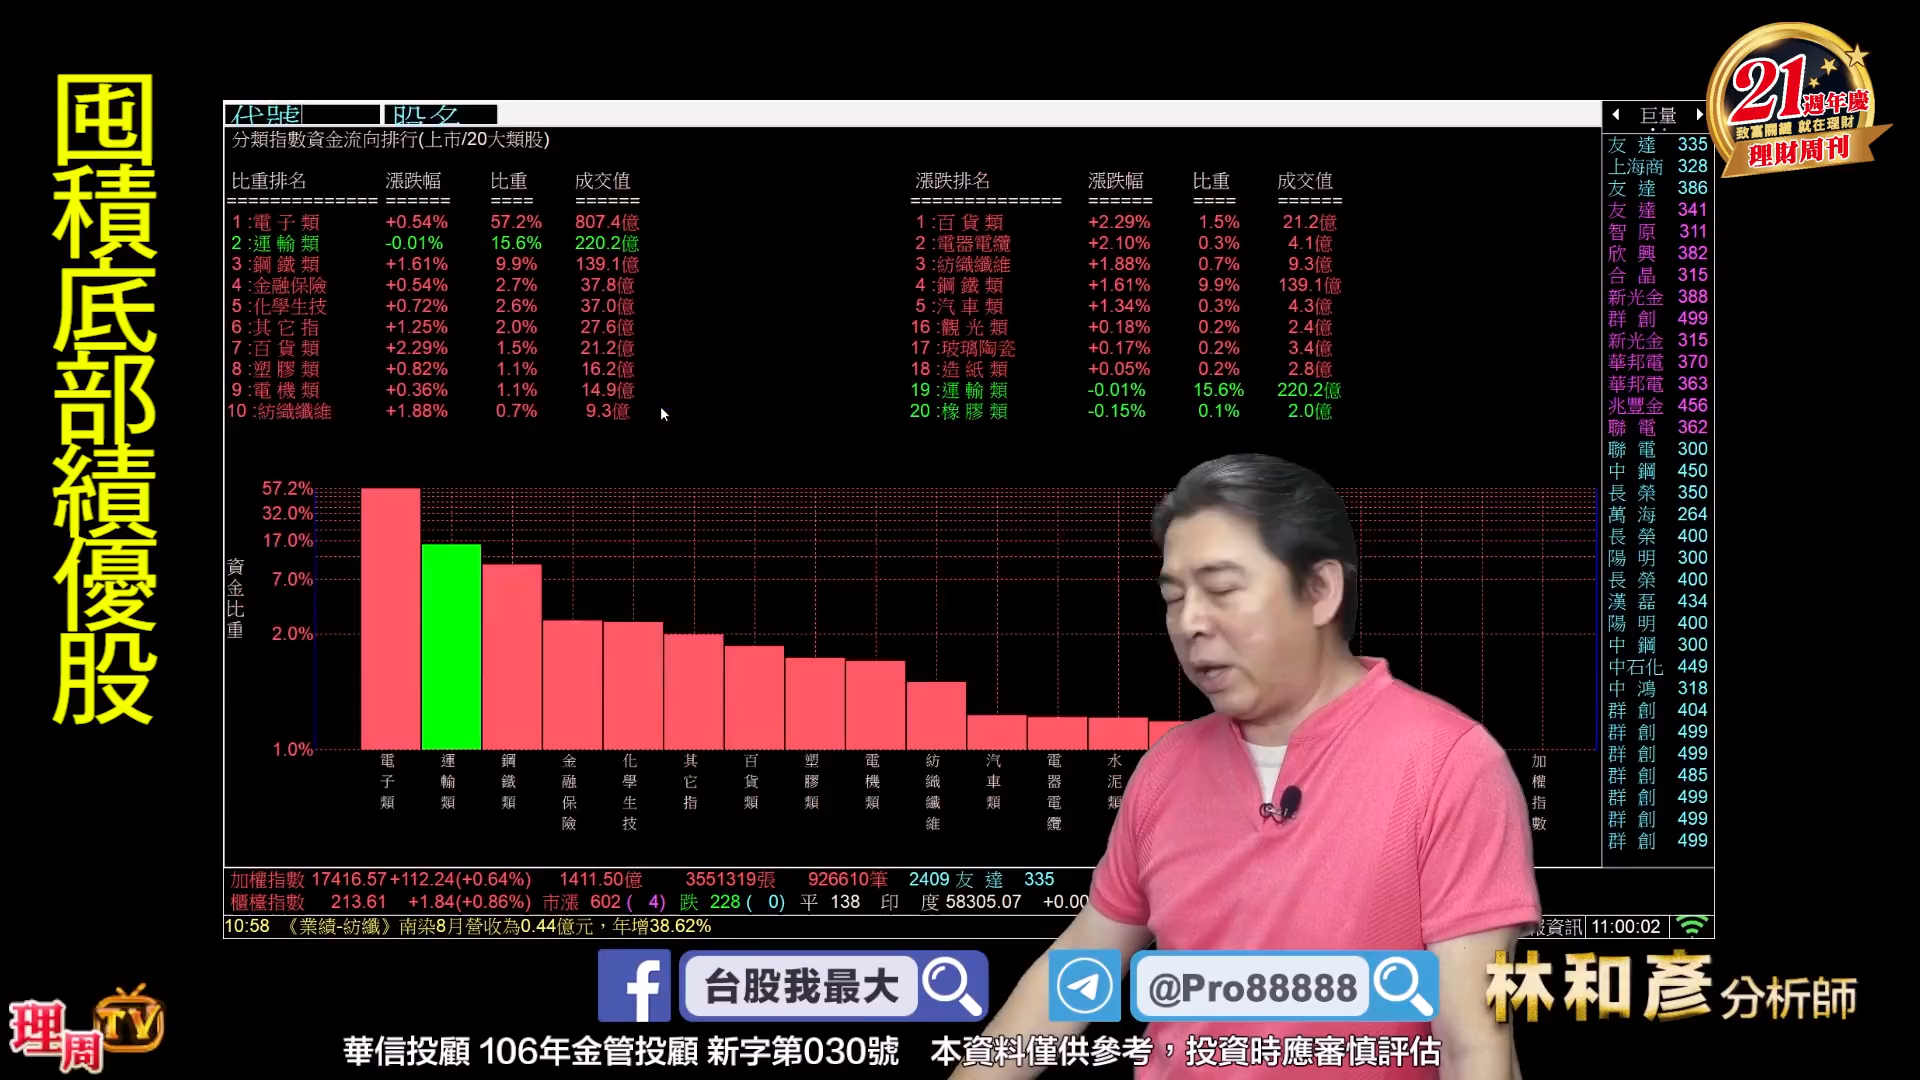 囤積底部績優股
代號 股名
分類指數資金流向排行(上市/20大類股)
比重排名 漲跌幅 比重 成交值
1 :電子類 +0.54% 57.2% 807.4億
2 :運輸類 -0.01% 15.6% 220.2億
3 :鋼鐵類 +1.61% 9.9% 139.1億
4 :金融保險 +0.54% 2.7% 37.8億
5 :化學生技 +0.72% 2.6% 37.0億
6 :其它指 +1.25% 2.0% 27.6億
7 :百貨類 +2.29% 1.5% 21.2億
8 :塑膠類 +0.82% 1.1% 16.2億
9 :電機類 +0.36% 1.1% 14.9億
10 :紡織纖維 +1.88% 0.7% 9.3億
漲跌排名 漲跌幅 比重 成交值
1 :百貨類 +2.29% 1.5% 21.2億
2 :電器電纜 +2.10% 0.3% 4.1億
3 :紡織纖維 +1.88% 0.7% 9.3億
4 :鋼鐵類 +1.61% 9.9% 139.1億
5 :汽車類 +1.34% 0.3% 4.3億
16 :觀光類 +0.18% 0.2% 2.4億
17 :玻璃陶瓷 +0.17% 0.2% 3.4億
18 :造紙類 +0.05% 0.2% 2.8億
19 :運輸類 -0.01% 15.6% 220.2億
20 :橡膠類 -0.15% 0.1% 2.0億
資金比重
57.2%
32.0%
17.0%
7.0%
2.0%
1.0%
電子類
運輸類
鋼鐵類
金融保險
化學生技
其它指
百貨類
塑膠類
電機類
紡織纖維
汽車類
電器電纜
水泥類
加權指數
巨量
友達 335
上海商 328
友達 386
友達 341
智原 311
欣興 382
合晶 315
新光金 388
群創 499
新光金 315
華邦電 370
華邦電 363
兆豐金 456
聯電 362
聯電 300
中鋼 450
長榮 350
萬海 264
長榮 400
陽明 300
長榮 400
漢磊 434
陽明 400
中鋼 300
中石化 449
中鴻 318
群創 404
群創 499
群創 499
群創 485
群創 499
群創 499
群創 499
加權指數 17416.57 +112.24(+0.64%) 1411.50億 3551319張 926610筆 2409 友達 335
櫃檯指數 213.61 +1.84(+0.86%) 市漲 602 ( 4) 跌 228 ( 0) 平 138 印度 58305.07 +0.00
10:58 《業績-紡纖》南染8月營收為0.44億元，年增38.62%
報資訊 11:00:02
21週年慶
致富關鍵 就在理財
理財周刊
台股我最大
@Pro88888
林和彥分析師
理周TV
華信投顧 106年金管投顧 新字第030號 本資料僅供參考，投資時應審慎評估